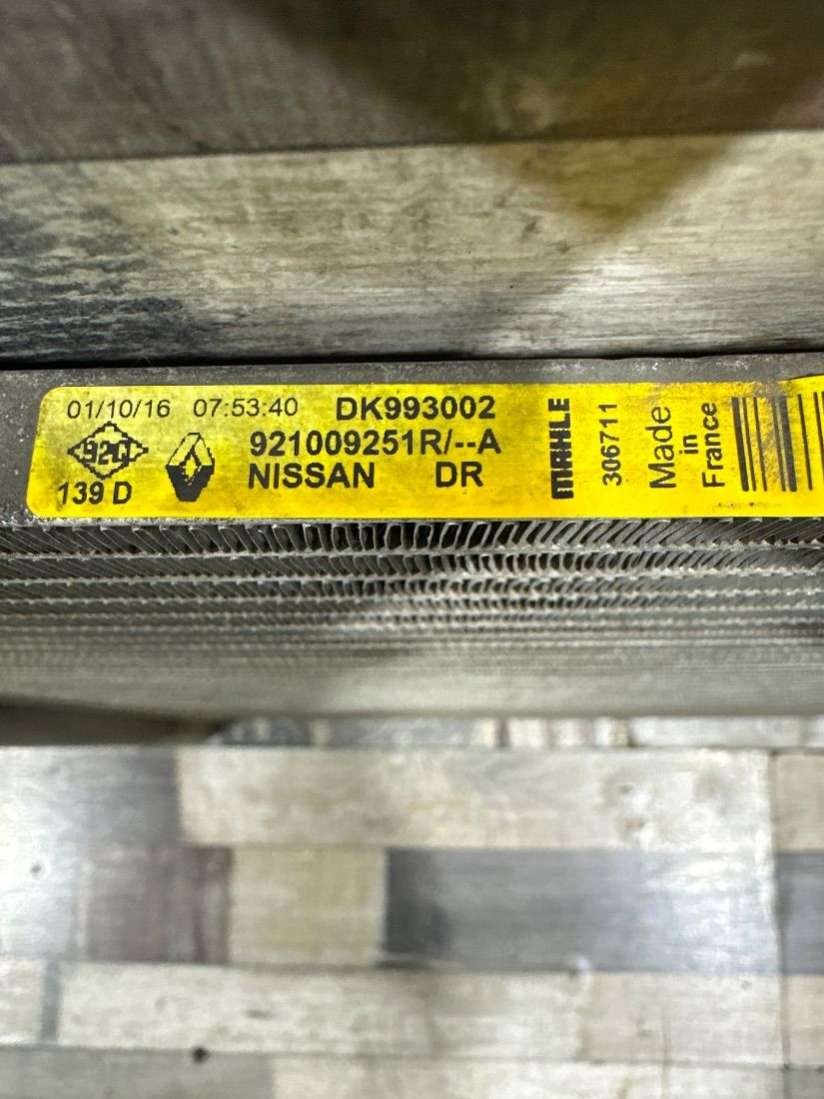 01/10/16 07:53:40 DK993002
921009251R/--A
139 D NISSAN DR
MAHLE
306711
Made
in
France